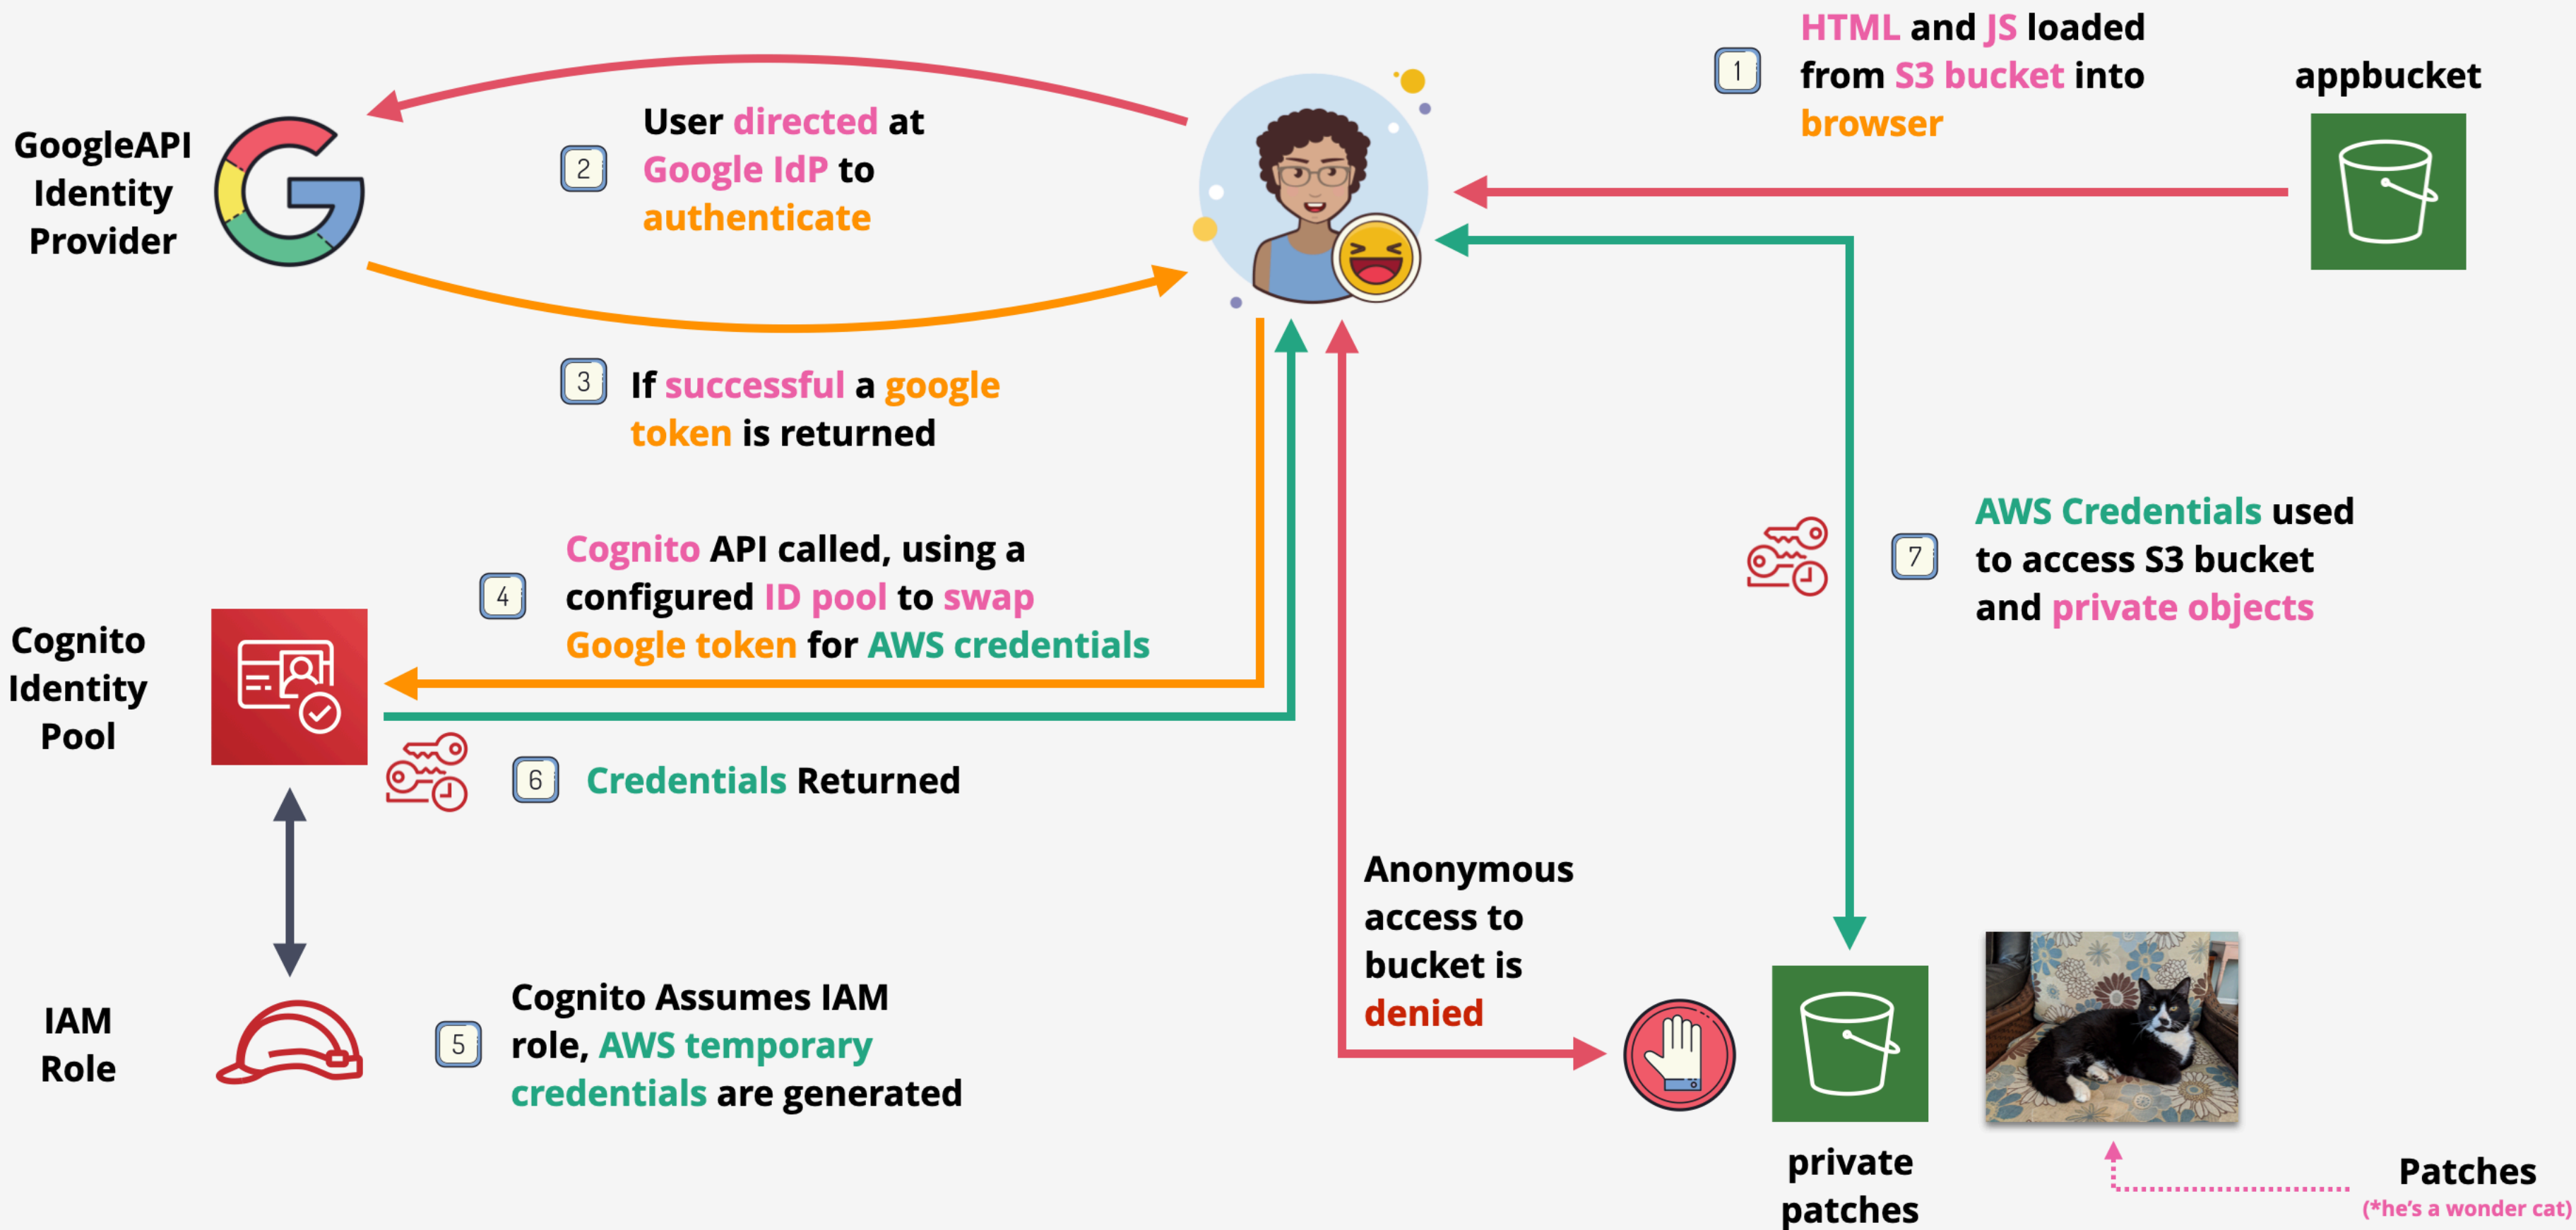 HTML and JS loaded
from S3 bucket into
browser
1
appbucket
GoogleAPI
Identity
Provider
2
User directed at
Google IdP to
authenticate
3
If successful a google
token is returned
4
Cognito API called, using a
configured ID pool to swap
Google token for AWS credentials
Cognito
Identity
Pool
6
Credentials Returned
7
AWS Credentials used
to access S3 bucket
and private objects
IAM
Role
5
Cognito Assumes IAM
role, AWS temporary
credentials are generated
Anonymous
access to
bucket is
denied
private
patches
Patches
(*he's a wonder cat)